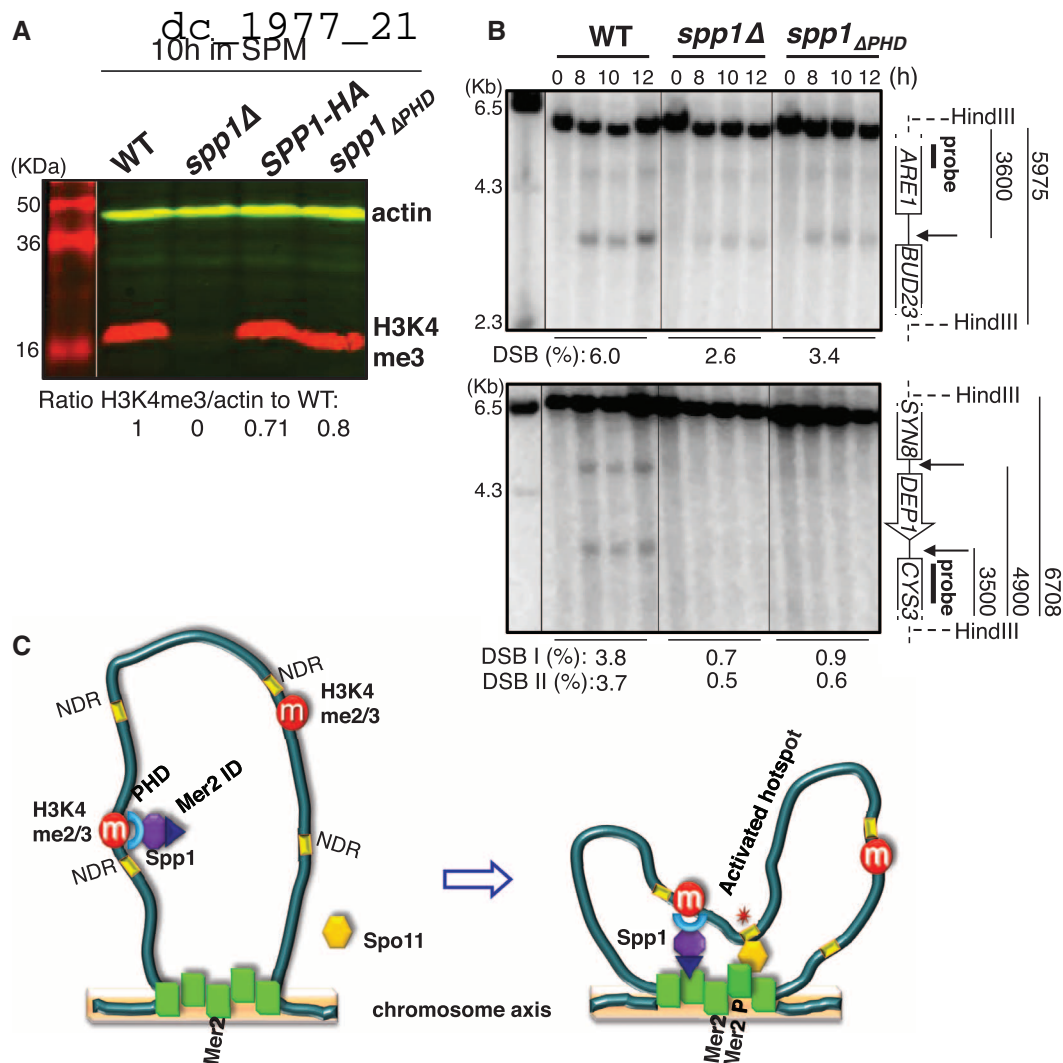 dc_1977_21
A
10h in SPM
WT
spp1Δ
SPP1-HA
spp1ΔPHD
(KDa)
50
36
16
actin
H3K4
me3
Ratio H3K4me3/actin to WT:
1 0 0.71 0.8
B
WT spp1Δ spp1ΔPHD
0 8 10 12 0 8 10 12 0 8 10 12 (h)
(Kb)
6.5
4.3
2.3
HindIII
ARE1
probe
BUD23
HindIII
3600
5975
DSB (%): 6.0 2.6 3.4
(Kb)
6.5
4.3
HindIII
SYN8
DEP1
CYS3
probe
HindIII
3500
4900
6708
DSB I (%): 3.8 0.7 0.9
DSB II (%): 3.7 0.5 0.6
C
NDR
NDR
H3K4
me2/3
m
PHD
Mer2 ID
H3K4
me2/3
m
Spp1
NDR
NDR
Spo11
Mer2
chromosome axis
Activated hotspot
m
m
Spp1
Mer2
Mer2 P